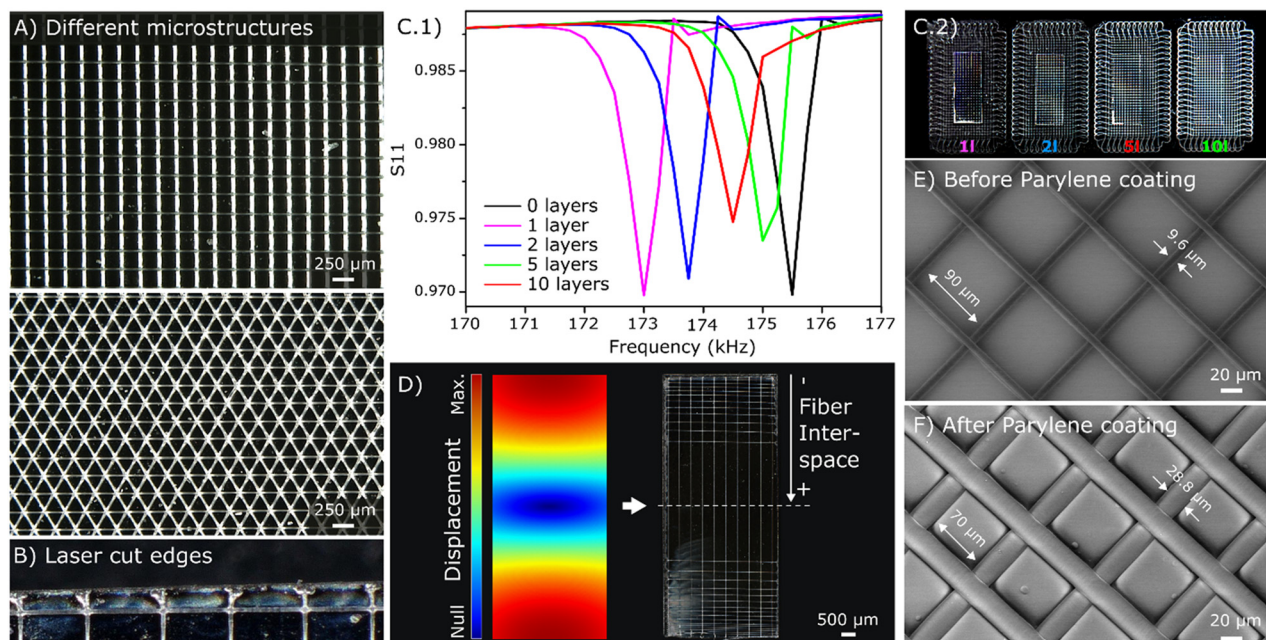 A) Different microstructures
250 µm
250 µm
B) Laser cut edges
C.1)
S11
0.985
0.980
0.975
0.970
0 layers
1 layer
2 layers
5 layers
10 layers
170 171 172 173 174 175 176 177
Frequency (kHz)
C.2)
1l 2l 5l 10l
D)
Max.
Displacement
Null
-
Fiber
Inter-
space
+
500 µm
E) Before Parylene coating
9.6 µm
90 µm
20 µm
F) After Parylene coating
28.8 µm
70 µm
20 µm